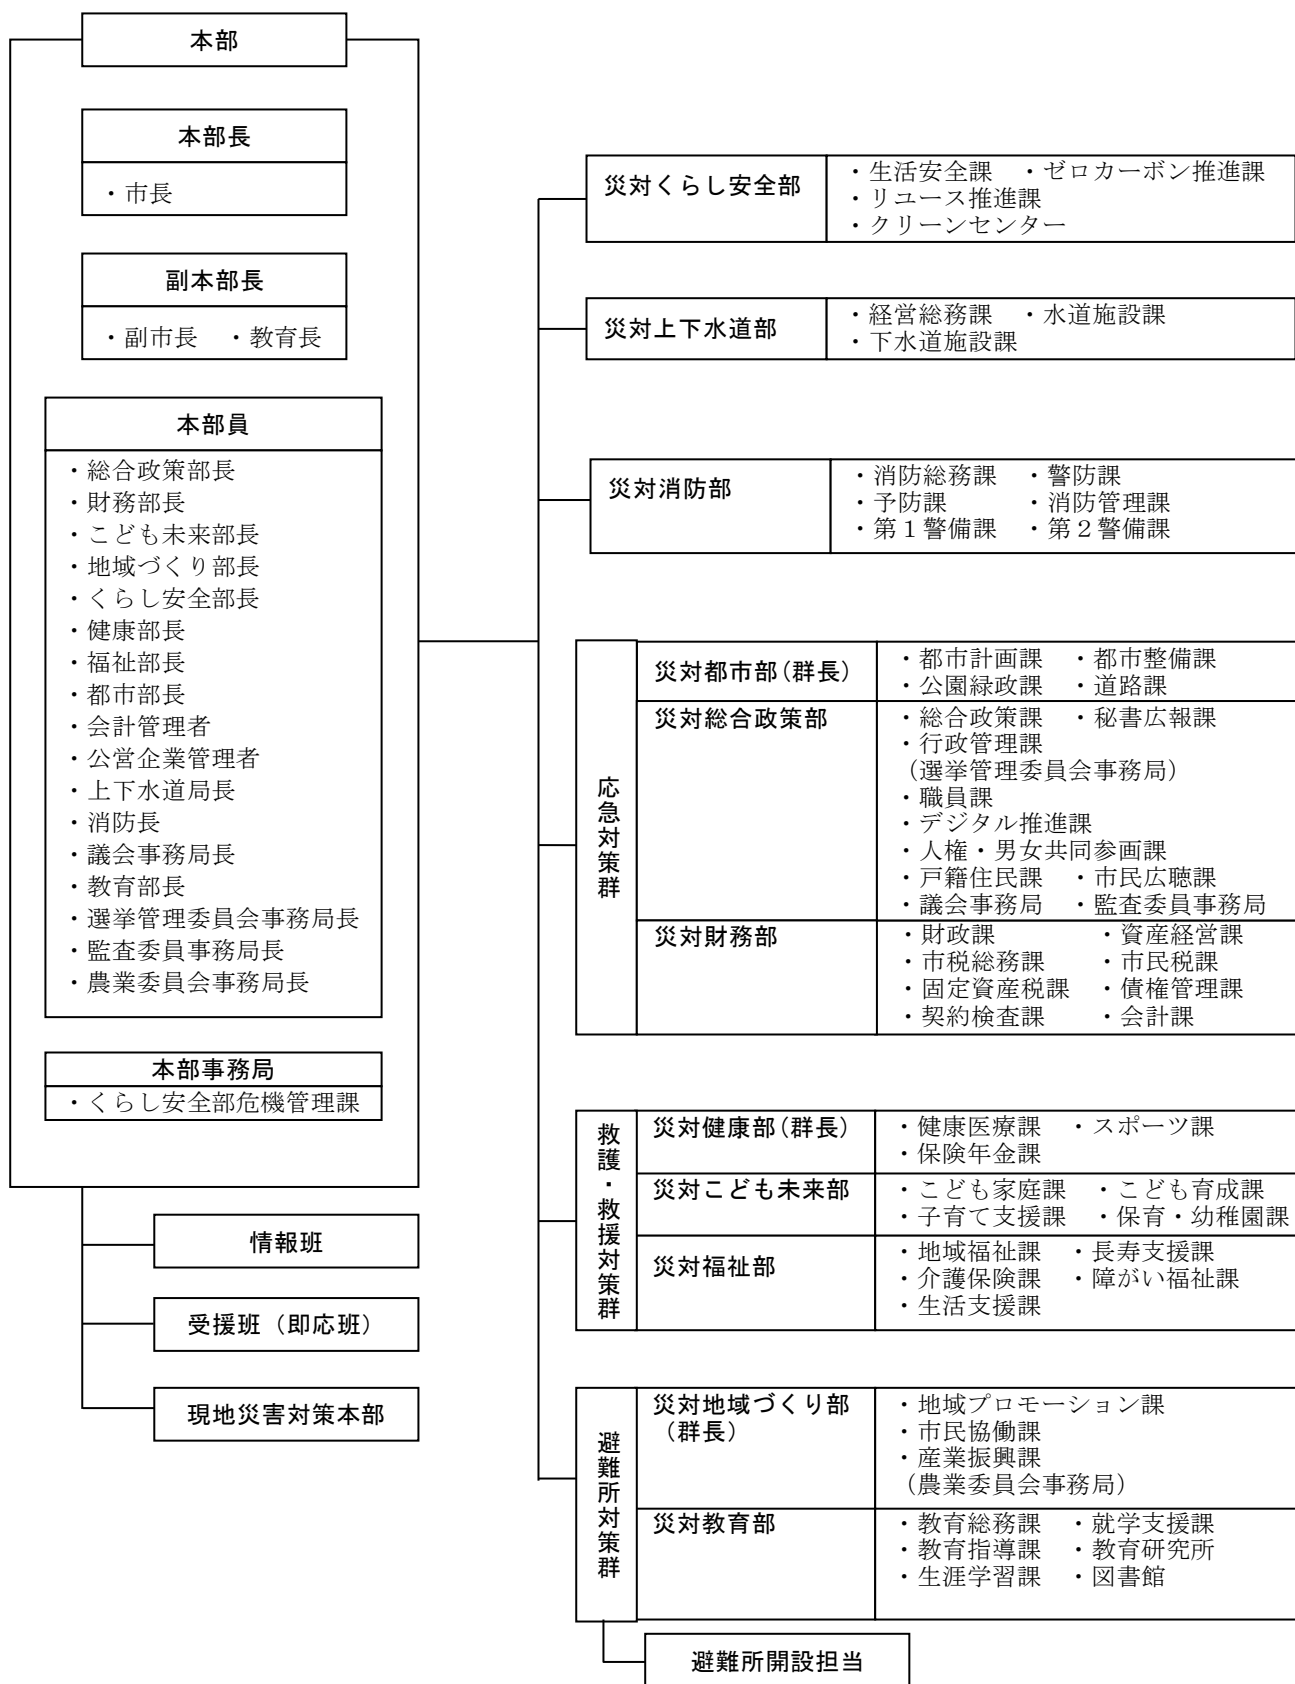 本部
本部長
・市長
副本部長
・副市長　・教育長
本部員
・総合政策部長
・財務部長
・こども未来部長
・地域づくり部長
・くらし安全部長
・健康部長
・福祉部長
・都市部長
・会計管理者
・公営企業管理者
・上下水道局長
・消防長
・議会事務局長
・教育部長
・選挙管理委員会事務局長
・監査委員事務局長
・農業委員会事務局長
本部事務局
・くらし安全部危機管理課
情報班
受援班（即応班）
現地災害対策本部
災対くらし安全部
・生活安全課　・ゼロカーボン推進課
・リユース推進課
・クリーンセンター
災対上下水道部
・経営総務課　・水道施設課
・下水道施設課
災対消防部
・消防総務課　・警防課
・予防課　・消防管理課
・第１警備課　・第２警備課
応急対策群
災対都市部（群長）
・都市計画課　・都市整備課
・公園緑政課　・道路課
災対総合政策部
・総合政策課　・秘書広報課
・行政管理課
（選挙管理委員会事務局）
・職員課
・デジタル推進課
・人権・男女共同参画課
・戸籍住民課　・市民広聴課
・議会事務局　・監査委員事務局
災対財務部
・財政課　・資産経営課
・市税総務課　・市民税課
・固定資産税課　・債権管理課
・契約検査課　・会計課
救護・救援対策群
災対健康部（群長）
・健康医療課　・スポーツ課
・保険年金課
災対こども未来部
・こども家庭課　・こども育成課
・子育て支援課　・保育・幼稚園課
災対福祉部
・地域福祉課　・長寿支援課
・介護保険課　・障がい福祉課
・生活支援課
避難所対策群
災対地域づくり部
（群長）
・地域プロモーション課
・市民協働課
・産業振興課
（農業委員会事務局）
災対教育部
・教育総務課　・就学支援課
・教育指導課　・教育研究所
・生涯学習課　・図書館
避難所開設担当